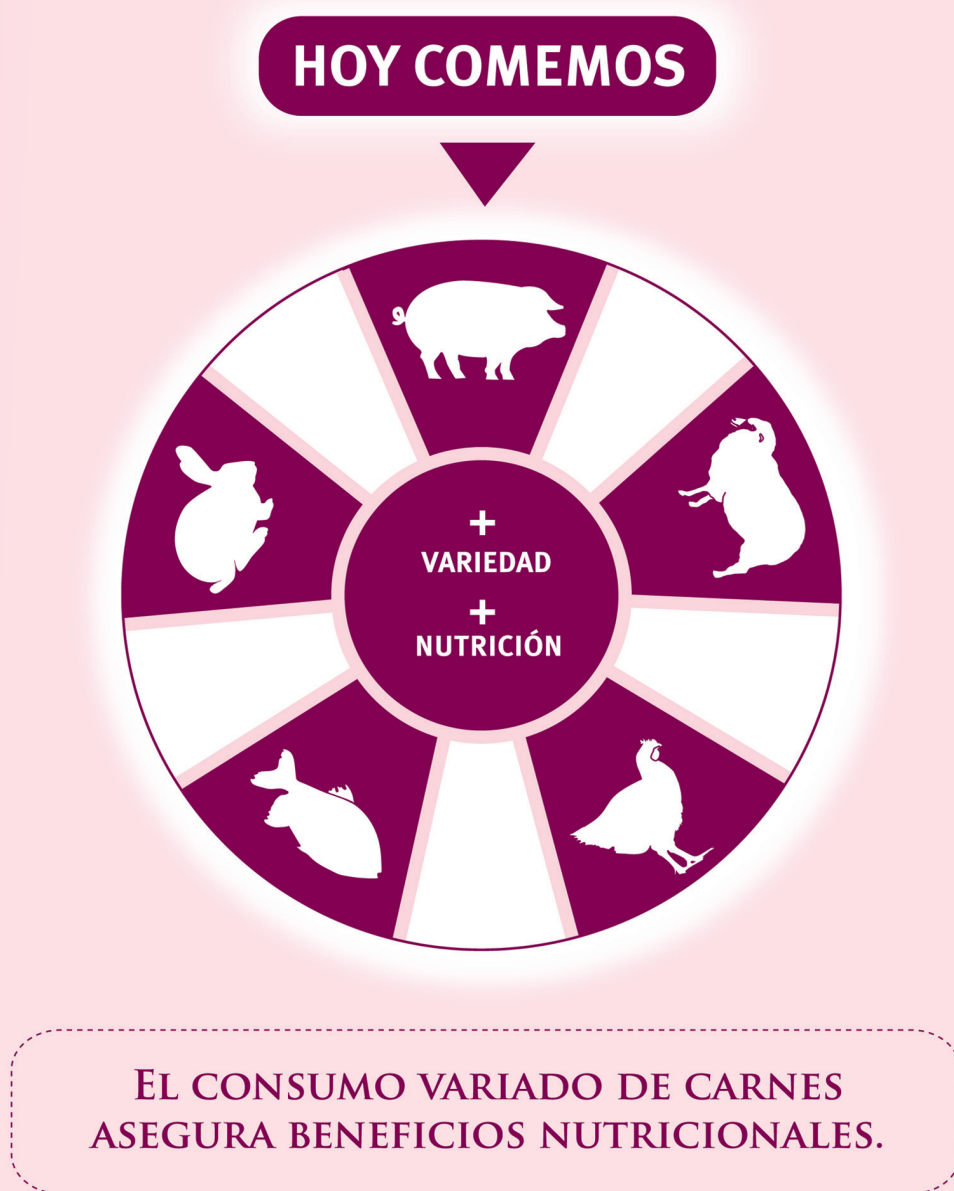 HOY COMEMOS
+
VARIEDAD
+
NUTRICIÓN
EL CONSUMO VARIADO DE CARNES
ASEGURA BENEFICIOS NUTRICIONALES.